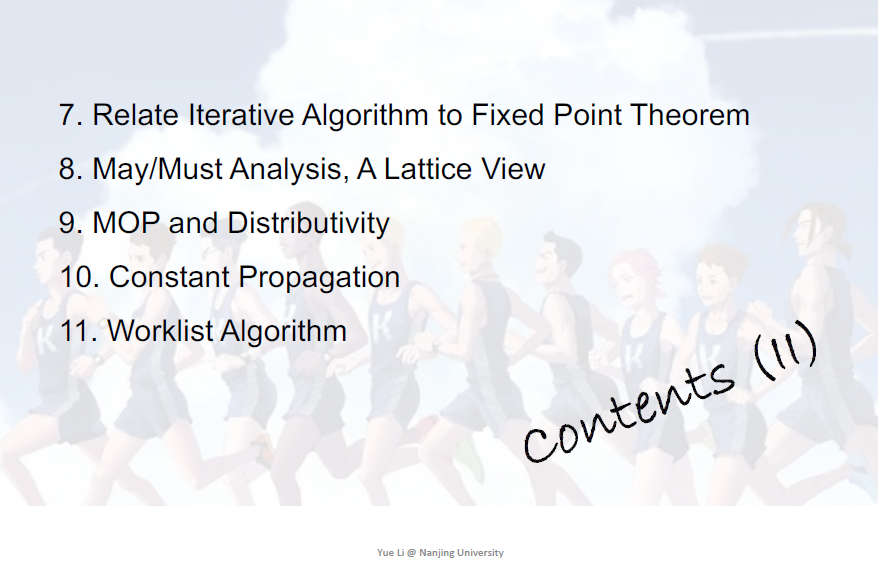 7. Relate Iterative Algorithm to Fixed Point Theorem
8. May/Must Analysis, A Lattice View
9. MOP and Distributivity
10. Constant Propagation
11. Worklist Algorithm
Contents (II)
K
K
K
K
Yue Li @ Nanjing University